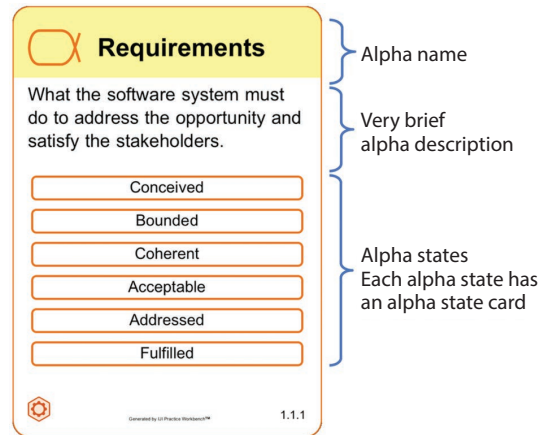 Requirements
Alpha name
What the software system must
do to address the opportunity and
satisfy the stakeholders.
Very brief
alpha description
Conceived
Bounded
Coherent
Acceptable
Addressed
Fulfilled
Alpha states
Each alpha state has
an alpha state card
Generated by IJI Practice Workbench™
1.1.1